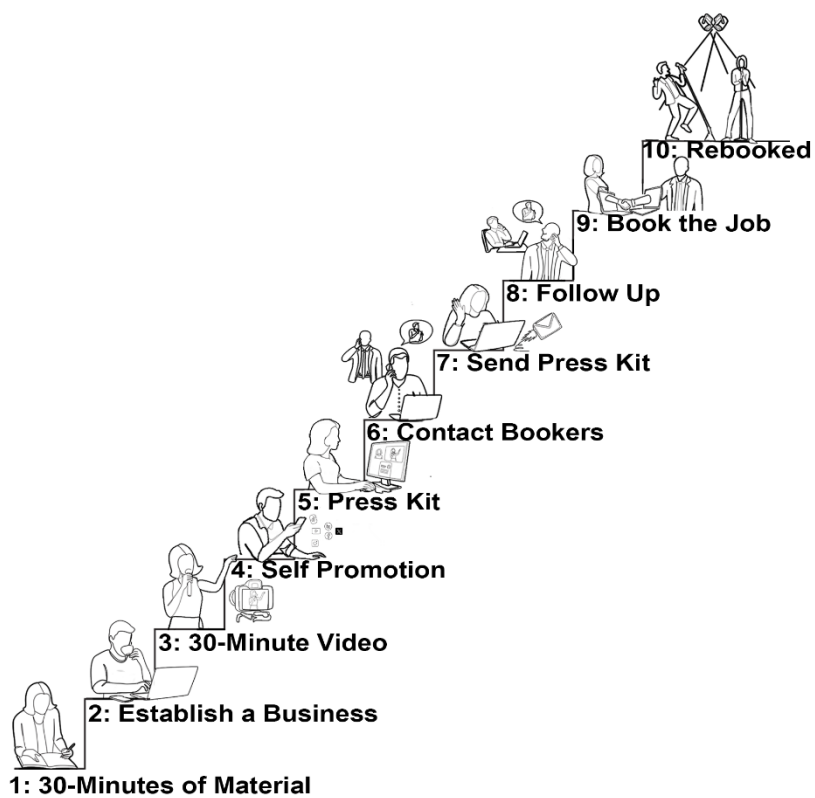 10: Rebooked
9: Book the Job
8: Follow Up
7: Send Press Kit
6: Contact Bookers
5: Press Kit
4: Self Promotion
3: 30-Minute Video
2: Establish a Business
1: 30-Minutes of Material